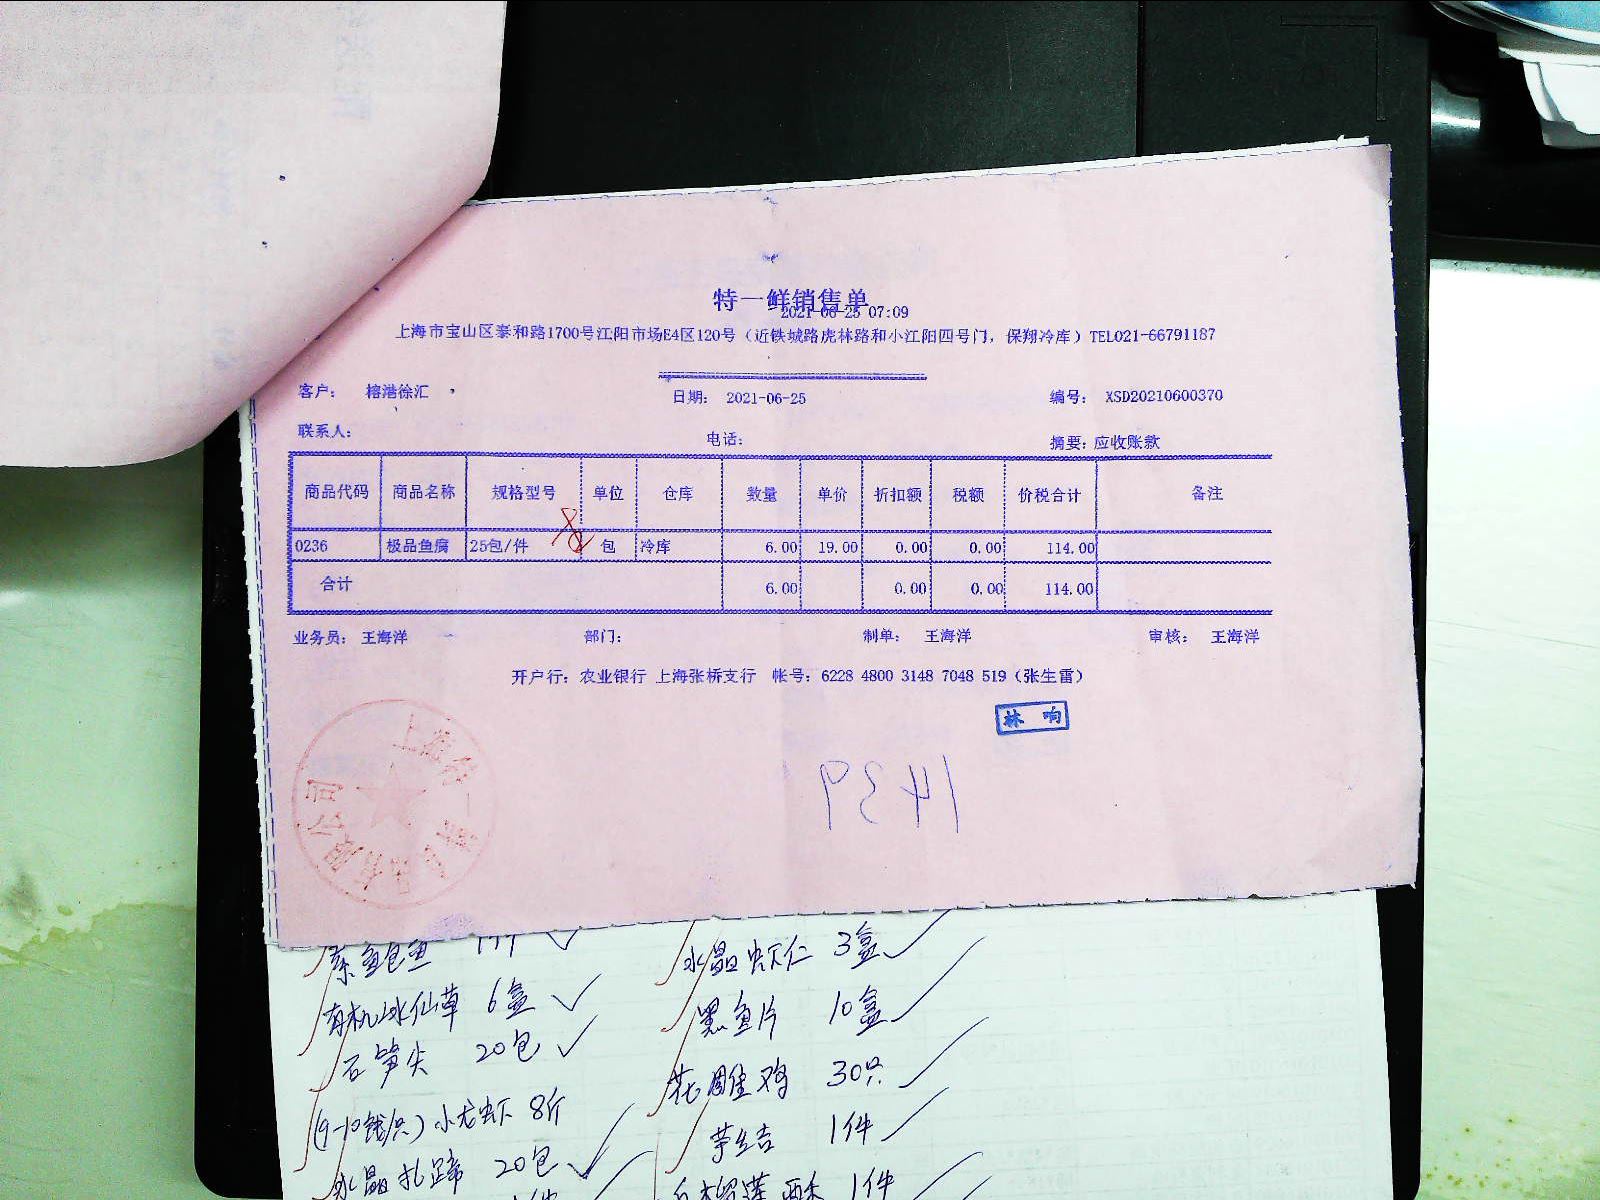 特一鲜销售单
2021-06-25 07:09
上海市宝山区泰和路1700号江阳市场E4区120号（近铁城路虎林路和小江阳四号门，保翔冷库）TEL021-66791187
客户： 榕港徐汇 日期： 2021-06-25 编号： XSD20210600370
联系人： 电话： 摘要：应收账款
商品代码 商品名称 规格型号 单位 仓库 数量 单价 折扣额 税额 价税合计 备注
0236 极品鱼腐 25包/件 包 冷库 6.00 19.00 0.00 0.00 114.00
合计 6.00 0.00 0.00 114.00
业务员： 王海洋 部门： 制单： 王海洋 审核： 王海洋
开户行：农业银行 上海张桥支行 帐号：6228 4800 3148 7048 519（张生雷）
林 响
素鲍鱼 1件 水晶虾仁 3盒
有机水仙草 6盒 黑鱼片 10盒
石笋尖 20包 花雕鸡 30只
(9-10钱/只)小龙虾 8斤 芋结 1件
水晶扎蹄 20包 1件